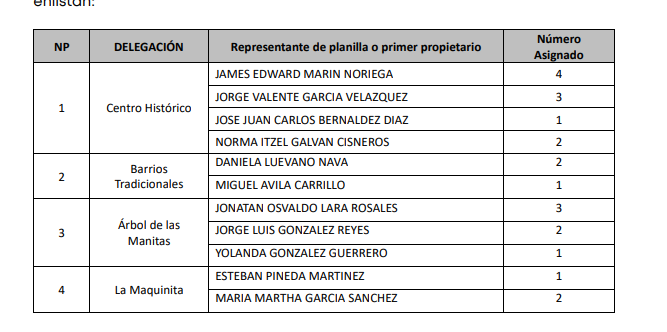 enlistan:
NP DELEGACIÓN Representante de planilla o primer propietario Número Asignado
1 Centro Histórico JAMES EDWARD MARIN NORIEGA 4
JORGE VALENTE GARCIA VELAZQUEZ 3
JOSE JUAN CARLOS BERNALDEZ DIAZ 1
NORMA ITZEL GALVAN CISNEROS 2
2 Barrios Tradicionales DANIELA LUEVANO NAVA 2
MIGUEL AVILA CARRILLO 1
3 Árbol de las Manitas JONATAN OSVALDO LARA ROSALES 3
JORGE LUIS GONZALEZ REYES 2
YOLANDA GONZALEZ GUERRERO 1
4 La Maquinita ESTEBAN PINEDA MARTINEZ 1
MARIA MARTHA GARCIA SANCHEZ 2